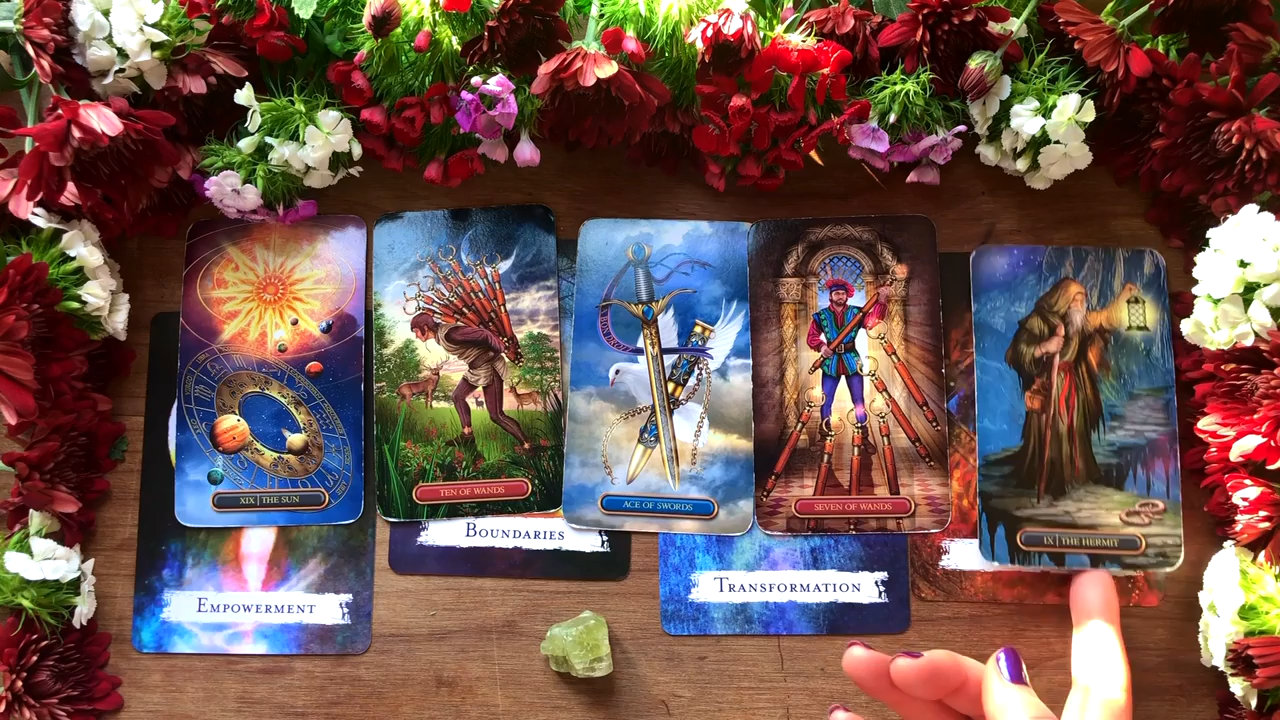 XIX | THE SUN
TEN OF WANDS
ACE OF SWORDS
SEVEN OF WANDS
IX | THE HERMIT
EMPOWERMENT
BOUNDARIES
TRANSFORMATION